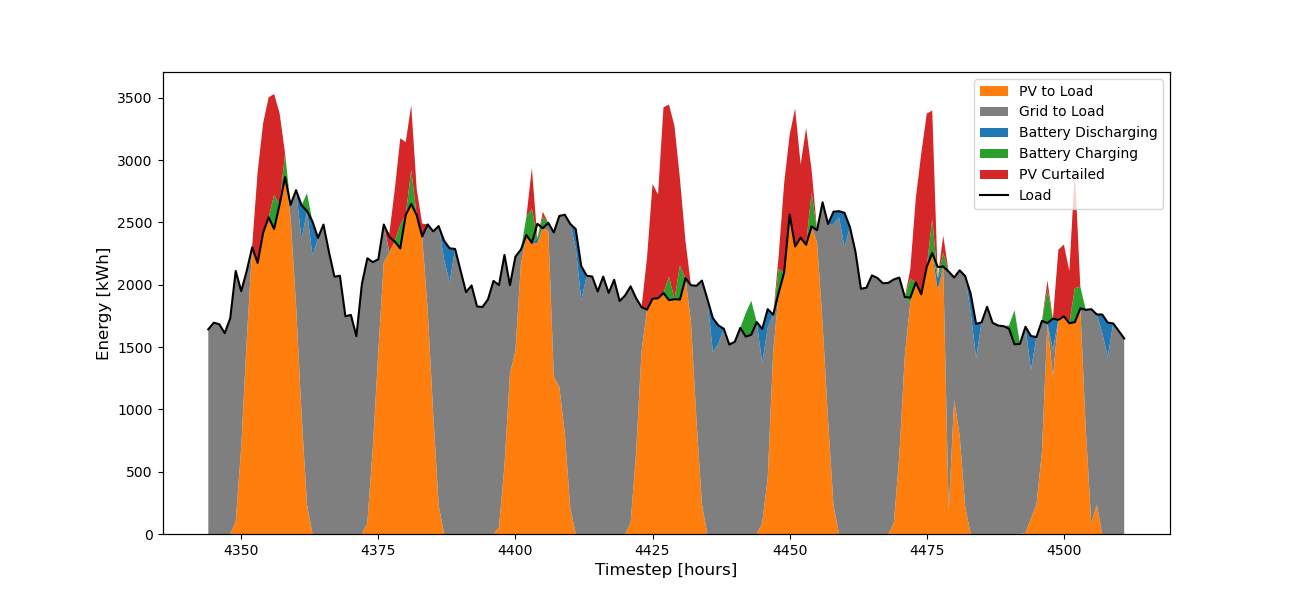 3500
3000
2500
2000
1500
1000
500
0
Energy [kWh]
4350
4375
4400
4425
4450
4475
4500
Timestep [hours]
PV to Load
Grid to Load
Battery Discharging
Battery Charging
PV Curtailed
Load